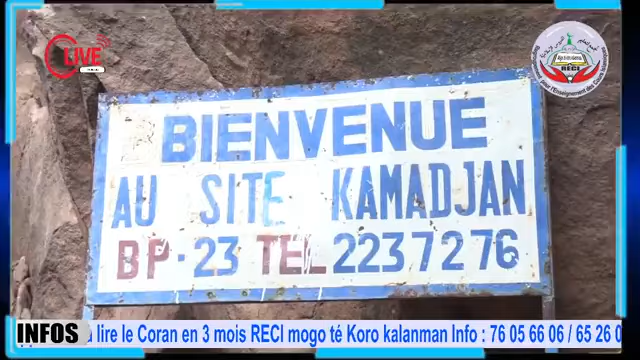 LIVE
RECI
BIENVENUE
AU SITE KAMADJAN
BP·23 TEL 2237276
INFOS
lire le Coran en 3 mois RECI mogo té Koro kalanman Info : 76 05 66 06 / 65 26 0